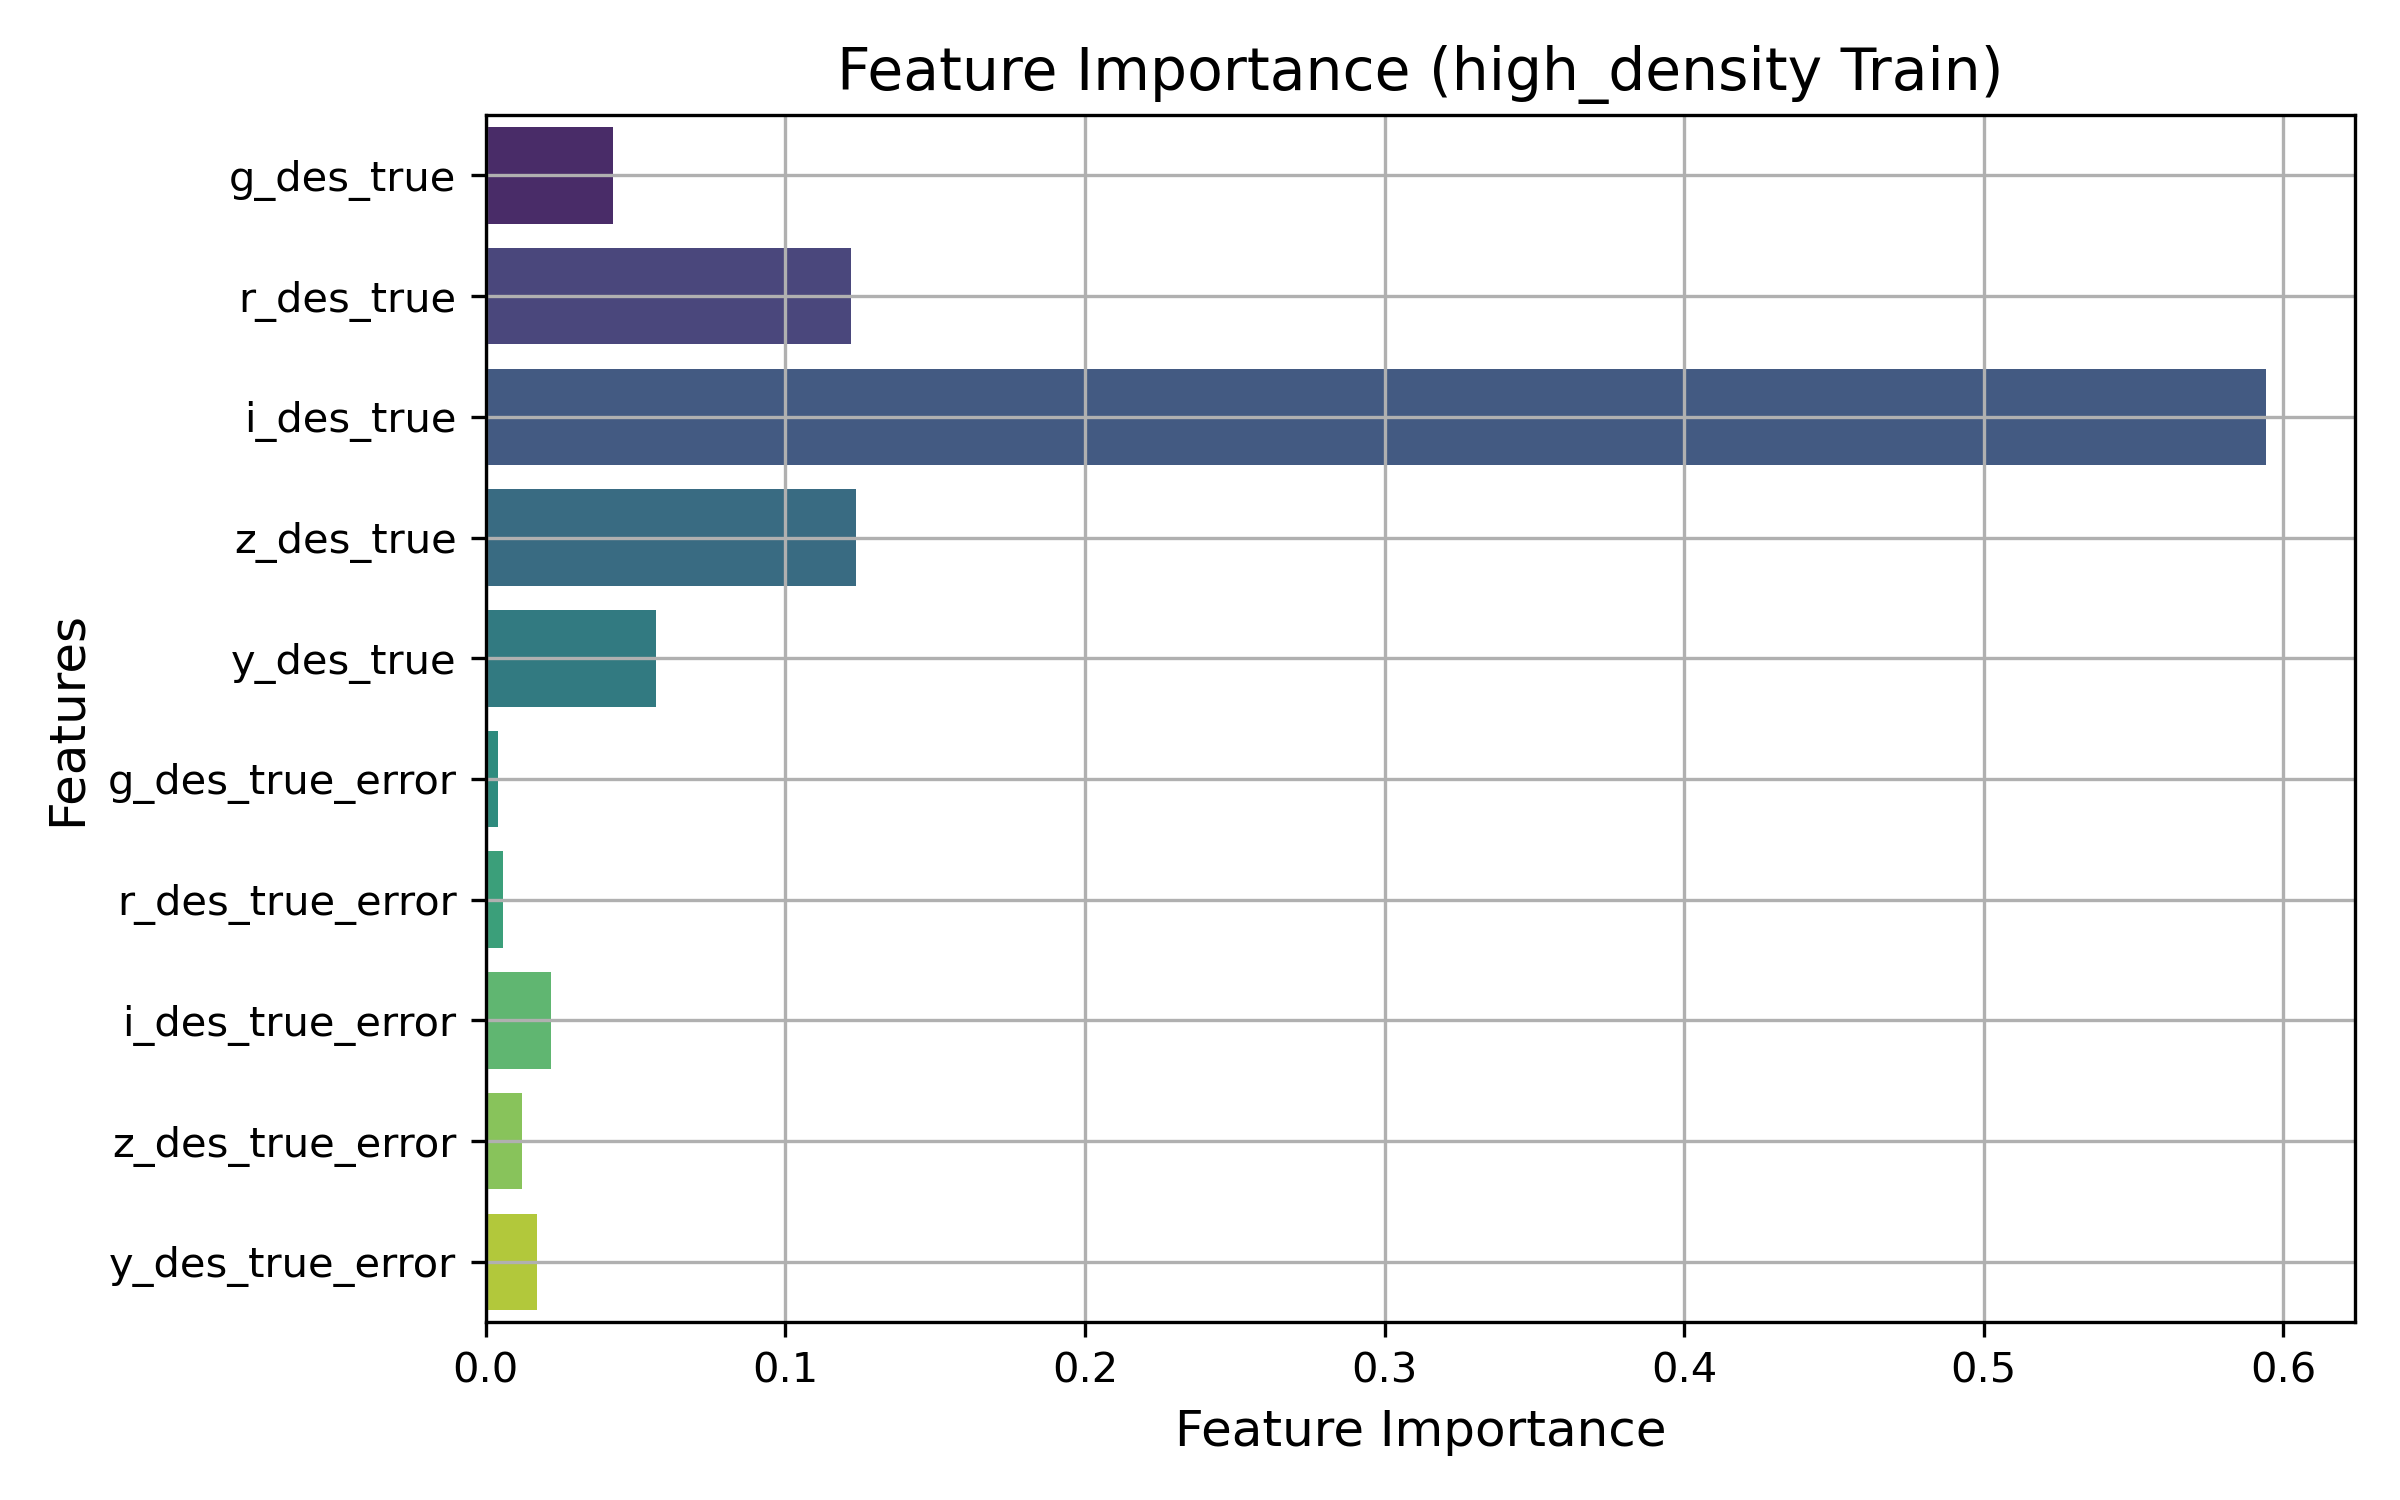 Feature Importance (high_density Train)
g_des_true
r_des_true
i_des_true
z_des_true
y_des_true
g_des_true_error
r_des_true_error
i_des_true_error
z_des_true_error
y_des_true_error
Features
0.0 0.1 0.2 0.3 0.4 0.5 0.6
Feature Importance